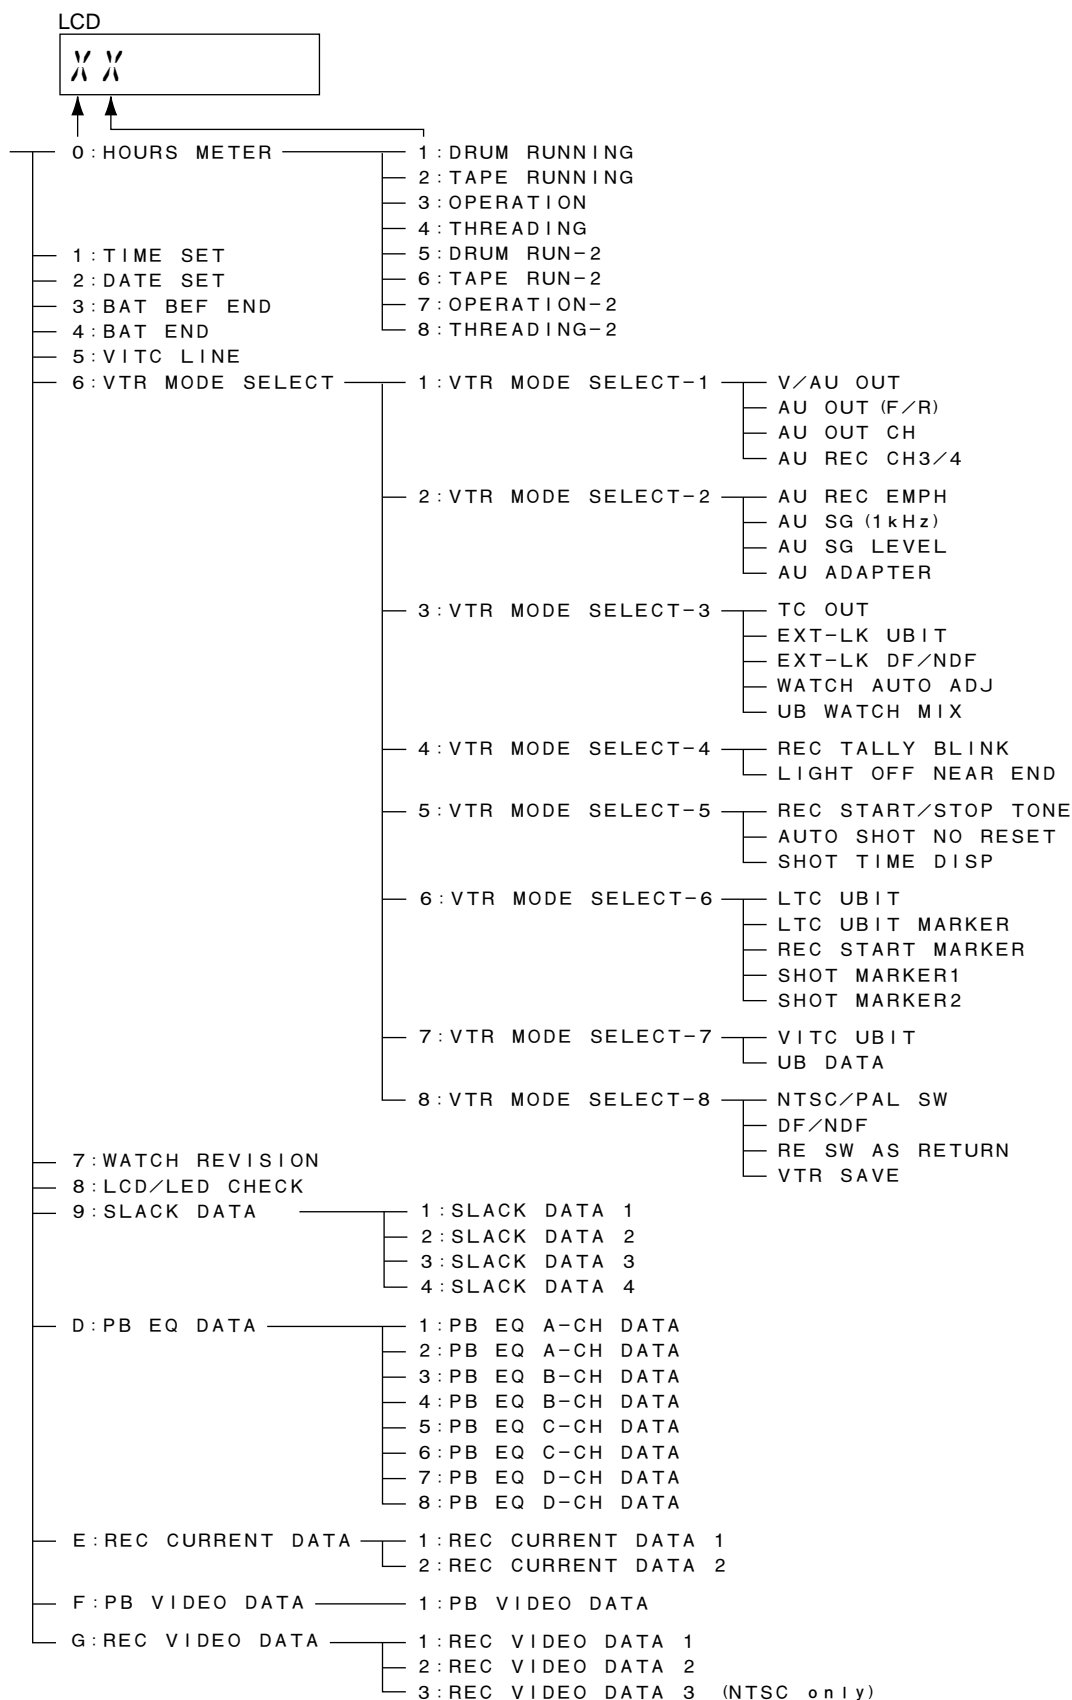 LCD
X X
0:HOURS METER
1:DRUM RUNNING
2:TAPE RUNNING
3:OPERATION
4:THREADING
5:DRUM RUN-2
6:TAPE RUN-2
7:OPERATION-2
8:THREADING-2
1:TIME SET
2:DATE SET
3:BAT BEF END
4:BAT END
5:VITC LINE
6:VTR MODE SELECT
1:VTR MODE SELECT-1
V/AU OUT
AU OUT (F/R)
AU OUT CH
AU REC CH3/4
2:VTR MODE SELECT-2
AU REC EMPH
AU SG (1kHz)
AU SG LEVEL
AU ADAPTER
3:VTR MODE SELECT-3
TC OUT
EXT-LK UBIT
EXT-LK DF/NDF
WATCH AUTO ADJ
UB WATCH MIX
4:VTR MODE SELECT-4
REC TALLY BLINK
LIGHT OFF NEAR END
5:VTR MODE SELECT-5
REC START/STOP TONE
AUTO SHOT NO RESET
SHOT TIME DISP
6:VTR MODE SELECT-6
LTC UBIT
LTC UBIT MARKER
REC START MARKER
SHOT MARKER1
SHOT MARKER2
7:VTR MODE SELECT-7
VITC UBIT
UB DATA
8:VTR MODE SELECT-8
NTSC/PAL SW
DF/NDF
RE SW AS RETURN
VTR SAVE
7:WATCH REVISION
8:LCD/LED CHECK
9:SLACK DATA
1:SLACK DATA 1
2:SLACK DATA 2
3:SLACK DATA 3
4:SLACK DATA 4
D:PB EQ DATA
1:PB EQ A-CH DATA
2:PB EQ A-CH DATA
3:PB EQ B-CH DATA
4:PB EQ B-CH DATA
5:PB EQ C-CH DATA
6:PB EQ C-CH DATA
7:PB EQ D-CH DATA
8:PB EQ D-CH DATA
E:REC CURRENT DATA
1:REC CURRENT DATA 1
2:REC CURRENT DATA 2
F:PB VIDEO DATA
1:PB VIDEO DATA
G:REC VIDEO DATA
1:REC VIDEO DATA 1
2:REC VIDEO DATA 2
3:REC VIDEO DATA 3 (NTSC only)